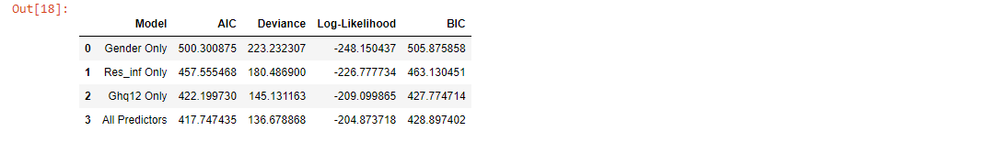 Out[18]:
Model AIC Deviance Log-Likelihood BIC
0 Gender Only 500.300875 223.232307 -248.150437 505.875858
1 Res_inf Only 457.555468 180.486900 -226.777734 463.130451
2 Ghq12 Only 422.199730 145.131163 -209.099865 427.774714
3 All Predictors 417.747435 136.678868 -204.873718 428.897402